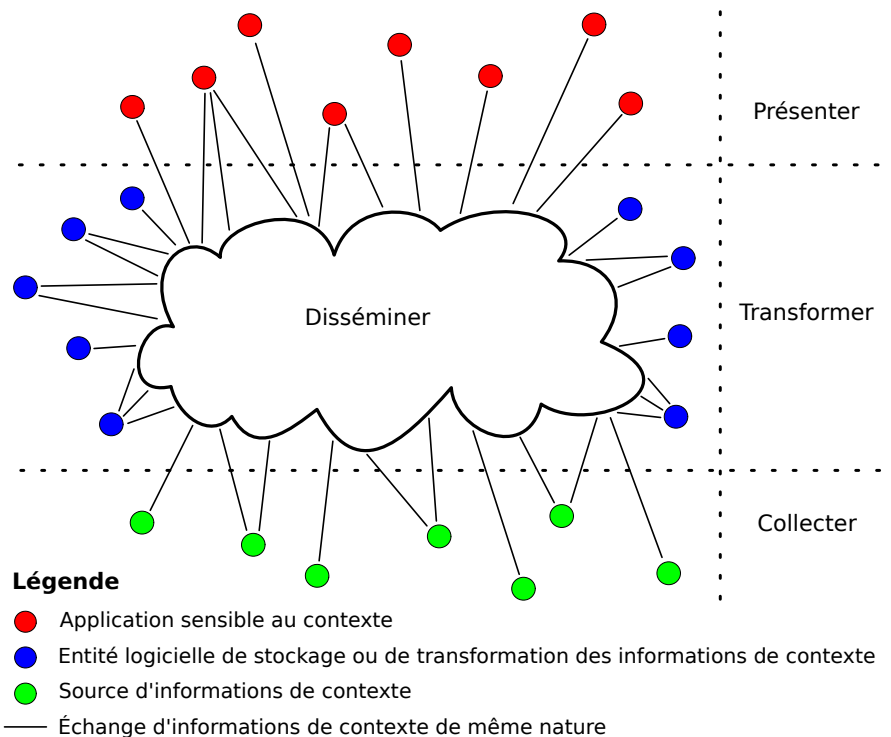 Présenter
Disséminer
Transformer
Collecter
Légende
Application sensible au contexte
Entité logicielle de stockage ou de transformation des informations de contexte
Source d'informations de contexte
Échange d'informations de contexte de même nature